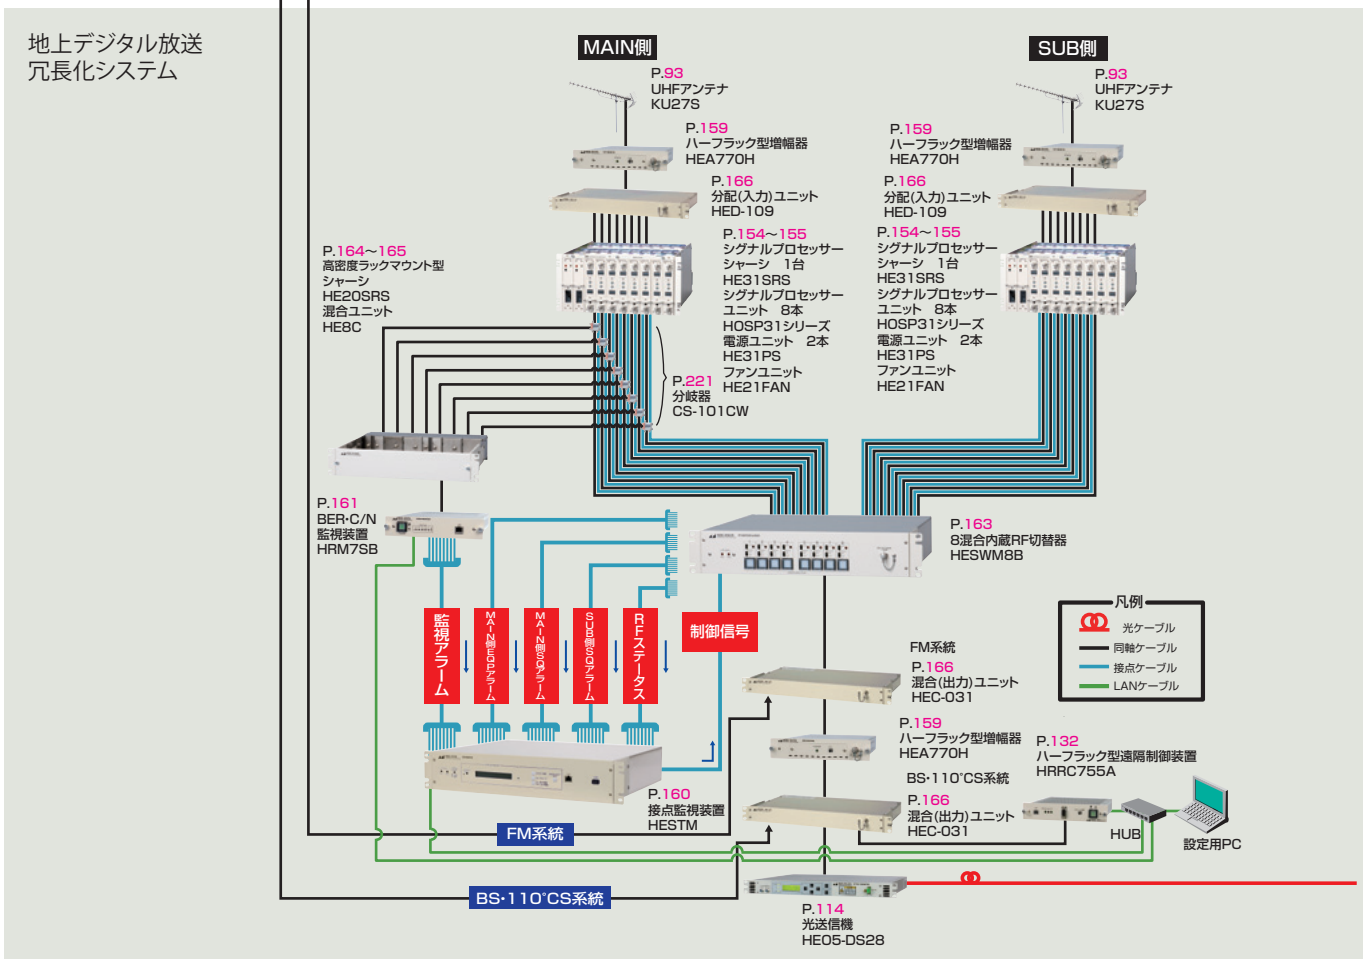 地上デジタル放送
冗長化システム
MAIN側
P.93
UHFアンテナ
KU27S
P.159
ハーフラック型増幅器
HEA770H
P.166
分配(入力)ユニット
HED-109
P.154～155
シグナルプロセッサー
シャーシ 1台
HE31SRS
シグナルプロセッサー
ユニット 8本
HOSP31シリーズ
電源ユニット 2本
HE31PS
ファンユニット
HE21FAN
SUB側
P.93
UHFアンテナ
KU27S
P.159
ハーフラック型増幅器
HEA770H
P.166
分配(入力)ユニット
HED-109
P.154～155
シグナルプロセッサー
シャーシ 1台
HE31SRS
シグナルプロセッサー
ユニット 8本
HOSP31シリーズ
電源ユニット 2本
HE31PS
ファンユニット
HE21FAN
P.164～165
高密度ラックマウント型
シャーシ
HE20SRS
混合ユニット
HE8C
P.221
分岐器
CS-101CW
P.161
BER・C/N
監視装置
HRM7SB
P.163
8混合内蔵RF切替器
HESWM8B
監視アラーム
MAIN側EQPアラーム
MAIN側SQアラーム
SUB側SQアラーム
RFステータス
制御信号
凡例
光ケーブル
同軸ケーブル
接点ケーブル
LANケーブル
FM系統
P.166
混合(出力)ユニット
HEC-031
P.159
ハーフラック型増幅器
HEA770H
BS・110°CS系統
P.166
混合(出力)ユニット
HEC-031
P.132
ハーフラック型遠隔制御装置
HRRC755A
HUB
設定用PC
P.160
接点監視装置
HESTM
FM系統
BS・110°CS系統
P.114
光送信機
HE05-DS28